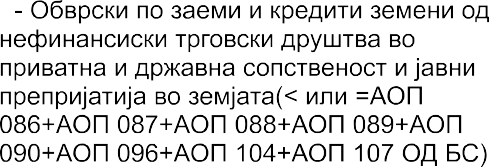 - Обврски по заеми и кредити земени од
нефинансиски трговски друштва во
приватна и државна сопственост и јавни
препријатија во земјата(< или =АОП
086+АОП 087+АОП 088+АОП 089+АОП
090+АОП 096+АОП 104+АОП 107 ОД БС)